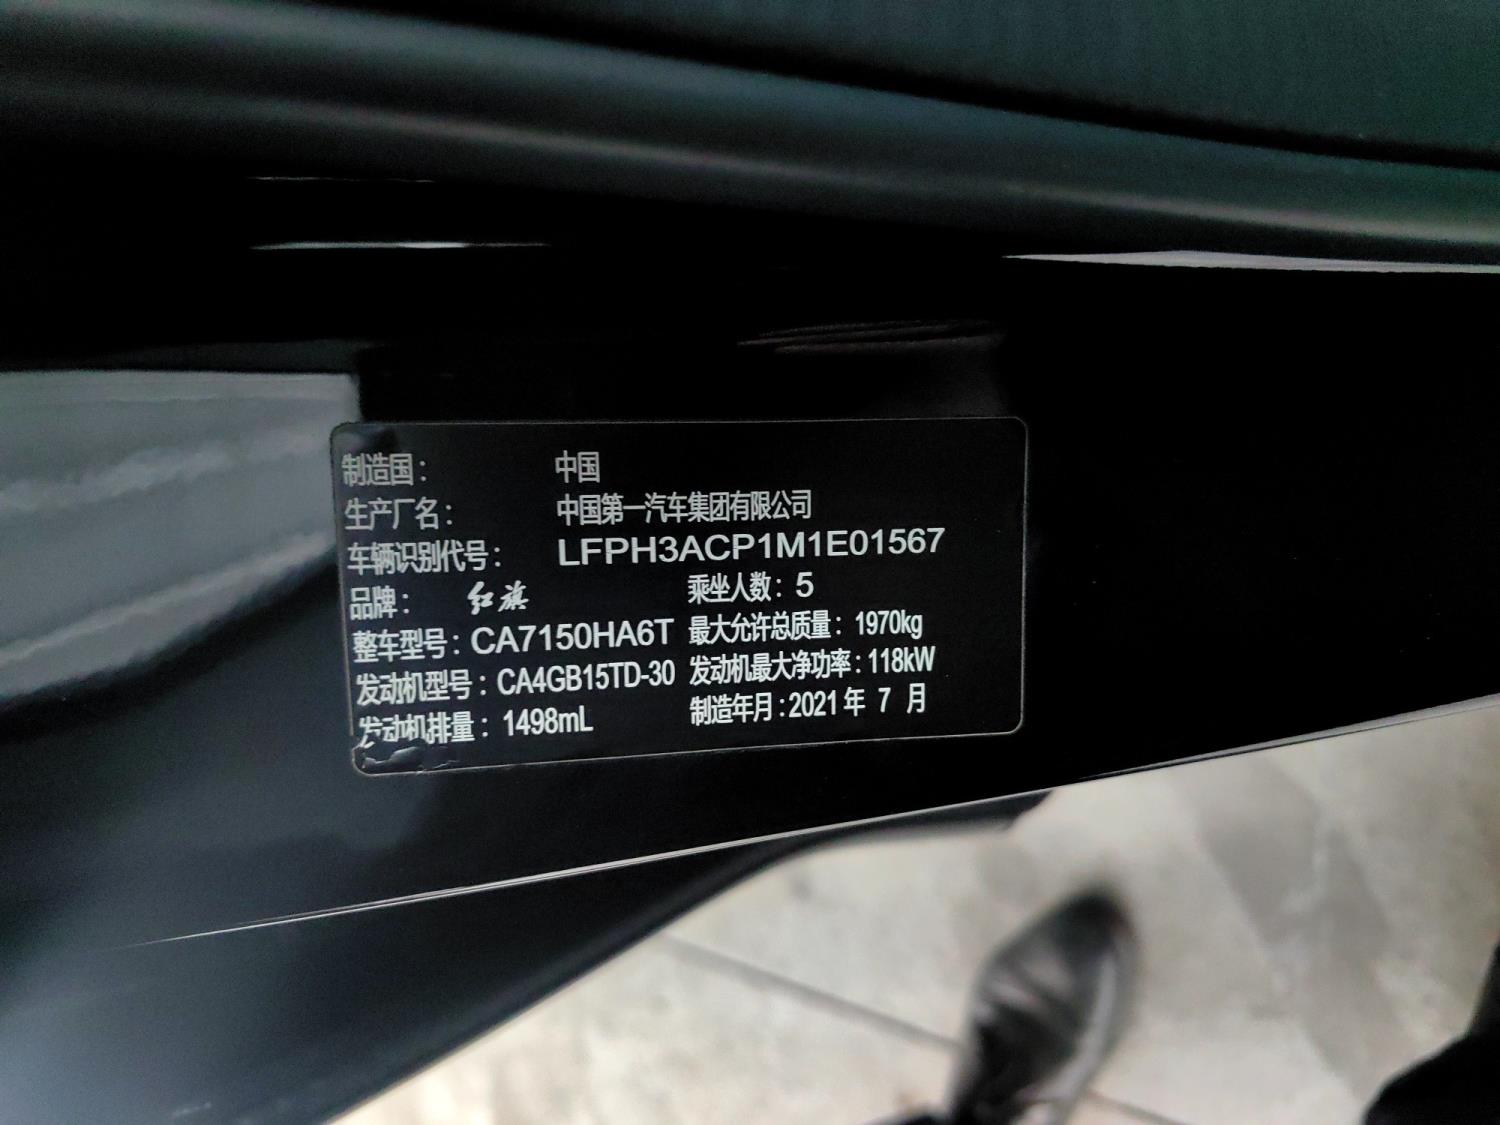 制造国： 中国
生产厂名： 中国第一汽车集团有限公司
车辆识别代号： LFPH3ACP1M1E01567
品牌： 红旗 乘坐人数：5
整车型号：CA7150HA6T 最大允许总质量：1970kg
发动机型号：CA4GB15TD-30 发动机最大净功率：118kW
发动机排量：1498mL 制造年月：2021年 7 月